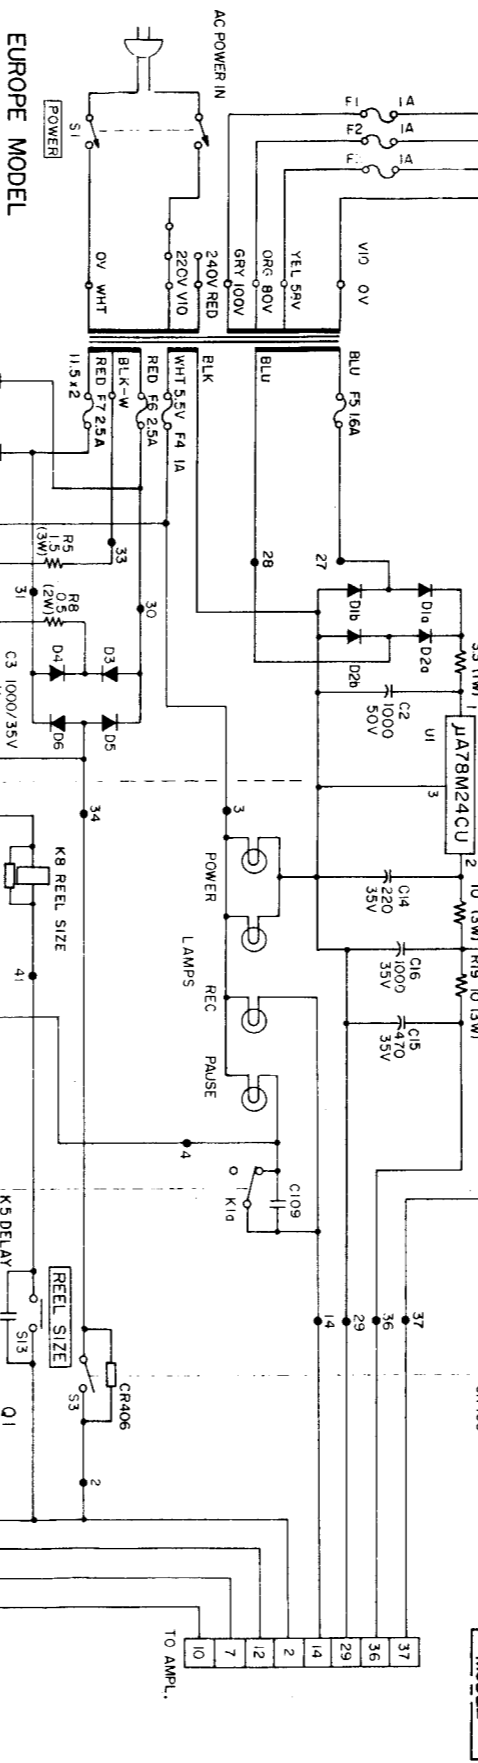 EUROPE MODEL
AC POWER IN
POWER
S1
F1 1A
F2 1A
1A
OV WHT
220V VIO
240V RED
GRY 100V
ORG 80V
YEL 58V
VIO OV
11.5 x 2
RED F7 2.5A
BLK-W
RED F6 2.5A
WHT 5.5V F4 1A
BLK
BLU
BLU F5 1.6A
R5
1.5
(3W)
33
31
R8
0.5
(2W)
30
28
27
D4
D3
D6
D5
C3 1000/35V
D1b
D1a
D2b
D2a
C2
1000
50V
U1
µA78M24CU
1
2
3
34
3
K8 REEL SIZE
41
POWER
LAMPS
REC
PAUSE
C14
220
35V
C16
1000
35V
C15
470
35V
10 (3W)
R19 10 (3W)
4
K1a
C109
K5 DELAY
S13
REEL SIZE
S3
CR406
Q1
2
14
29
36
37
TO AMPL.
10
7
12
2
14
29
36
37